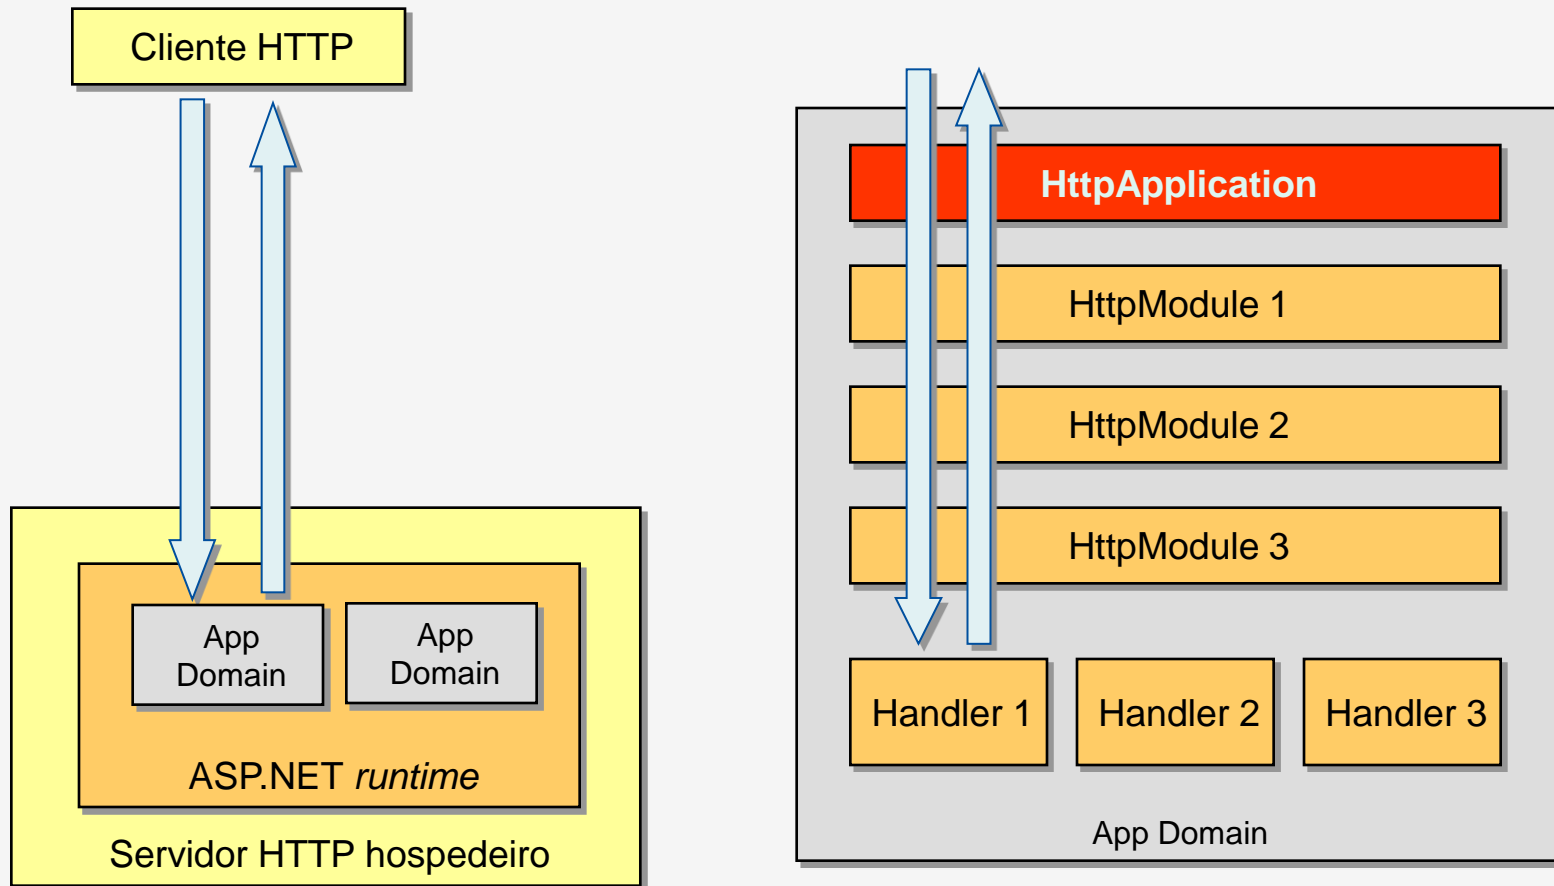 Cliente HTTP
App
Domain
App
Domain
ASP.NET runtime
Servidor HTTP hospedeiro
HttpApplication
HttpModule 1
HttpModule 2
HttpModule 3
Handler 1
Handler 2
Handler 3
App Domain